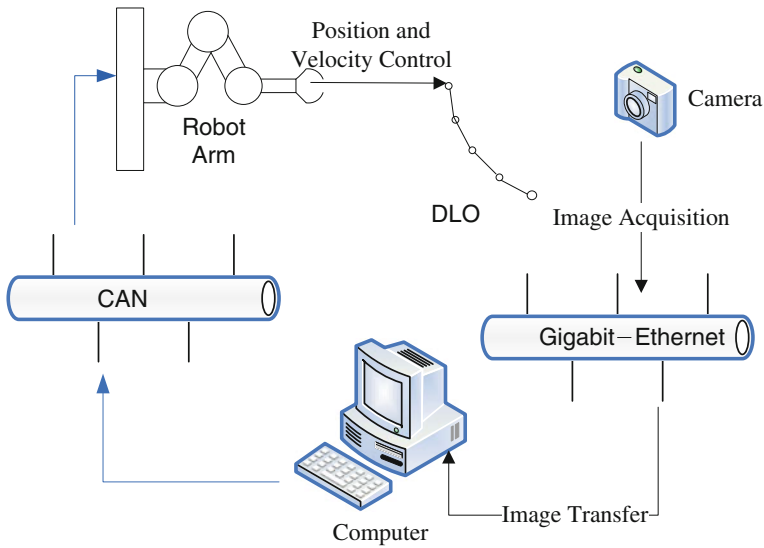 Position and
Velocity Control
Robot
Arm
Camera
DLO
Image Acquisition
CAN
Gigabit–Ethernet
Image Transfer
Computer